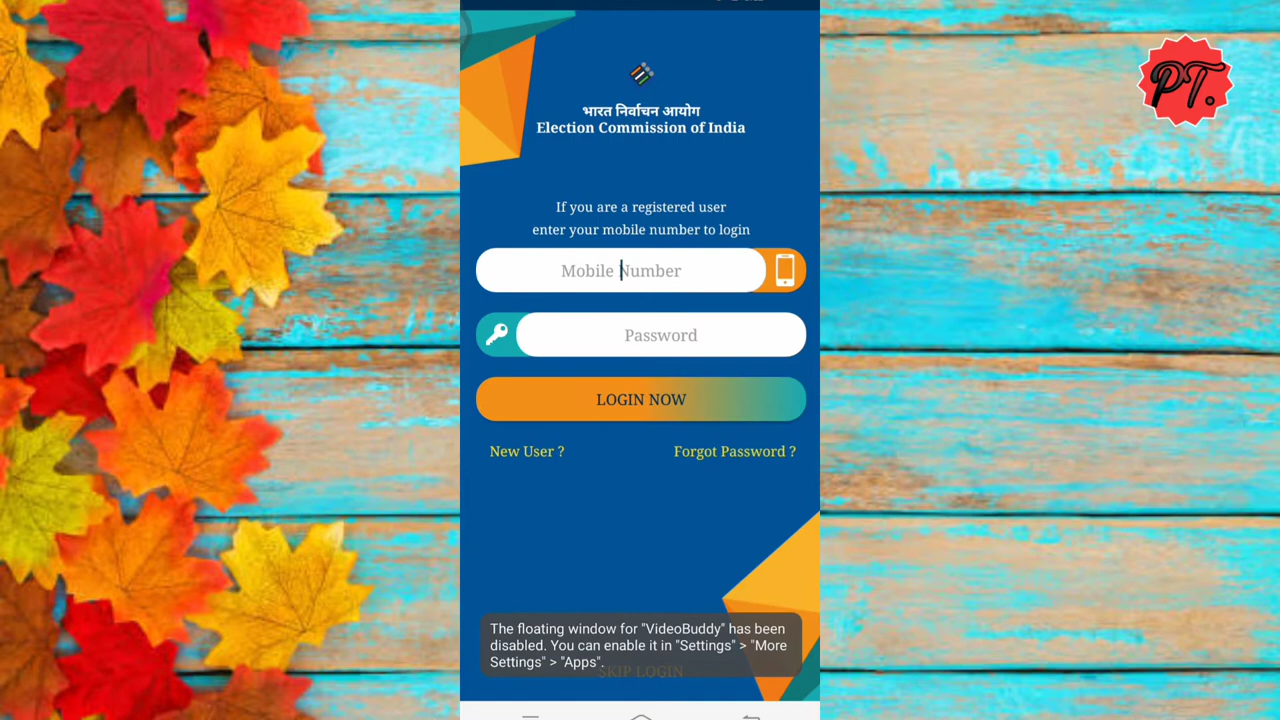 PT.
भारत निर्वाचन आयोग
Election Commission of India
If you are a registered user
enter your mobile number to login
Mobile Number
Password
LOGIN NOW
New User ?
Forgot Password ?
The floating window for "VideoBuddy" has been
disabled. You can enable it in "Settings" > "More
Settings" > "Apps".
SKIP LOGIN